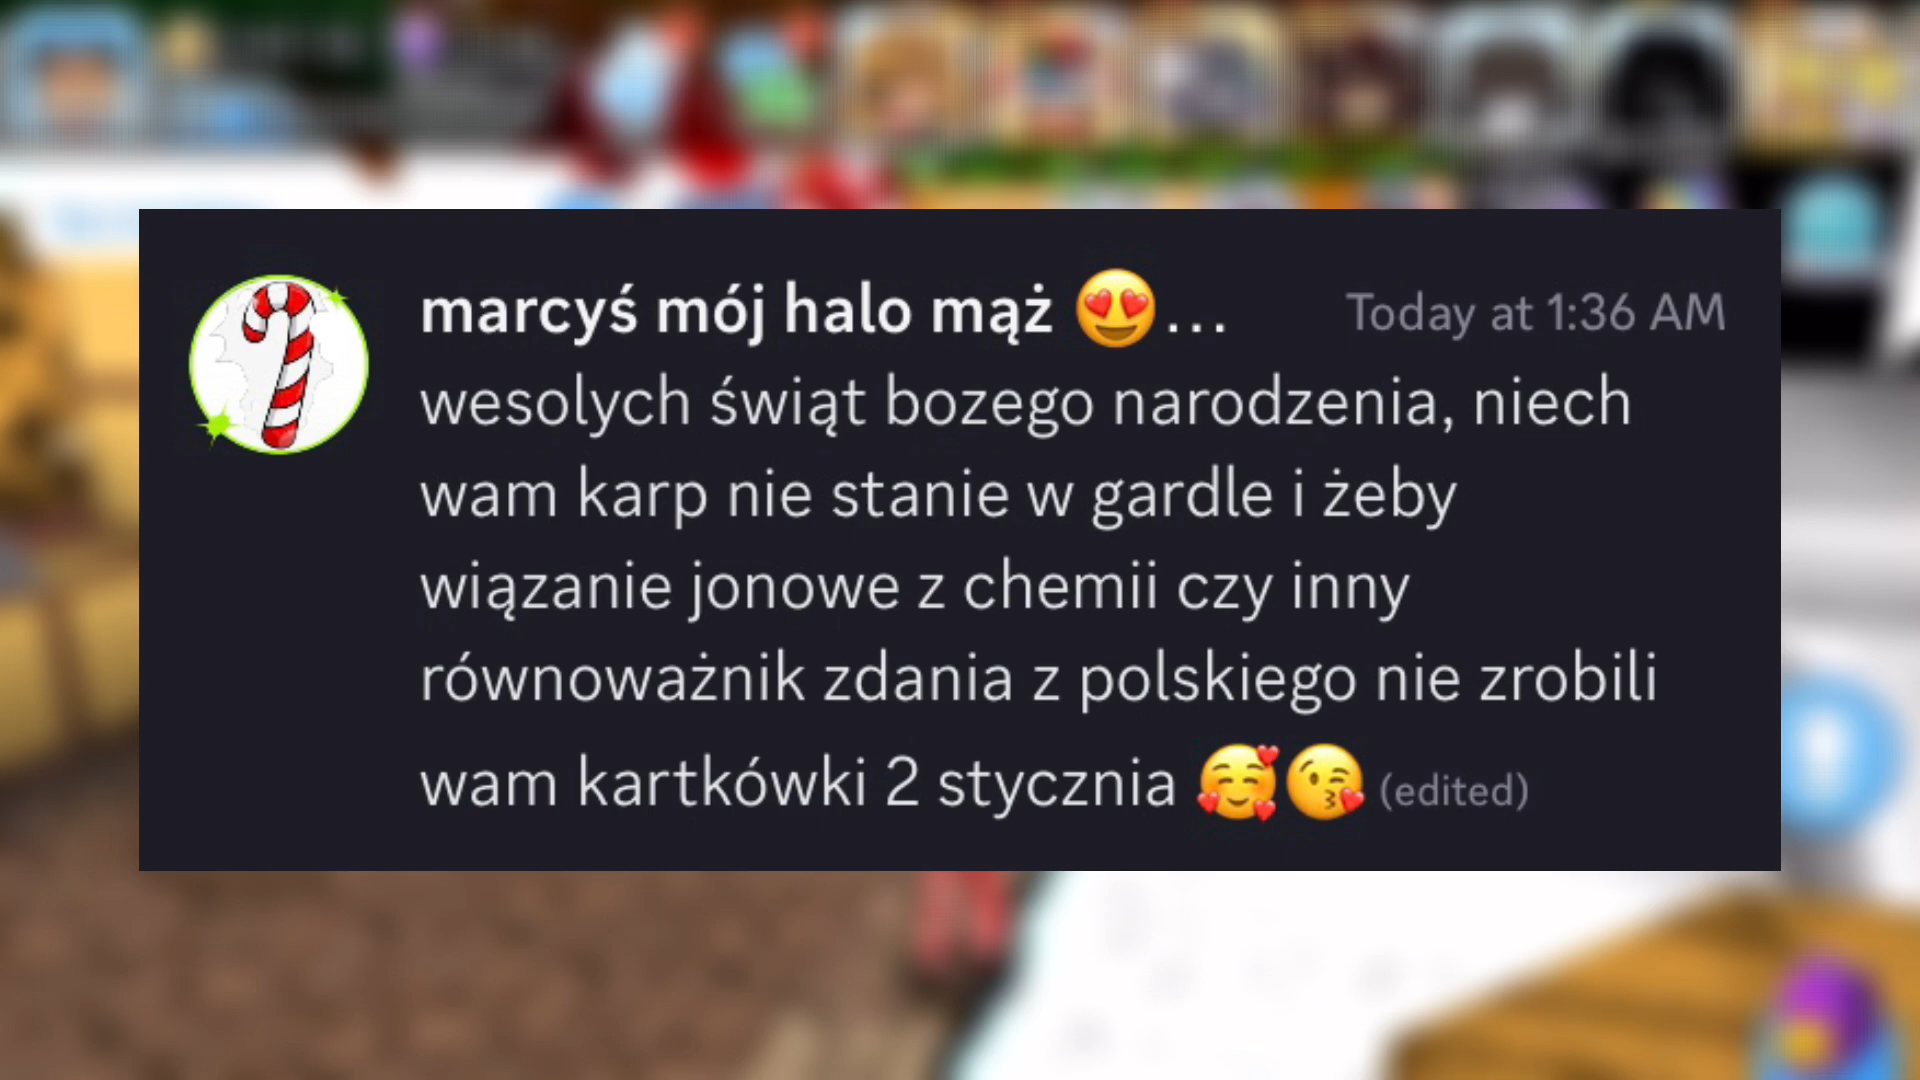 marcyś mój halo mąż 😍... Today at 1:36 AM
wesolych świąt bozego narodzenia, niech
wam karp nie stanie w gardle i żeby
wiązanie jonowe z chemii czy inny
równoważnik zdania z polskiego nie zrobili
wam kartkówki 2 stycznia 🥰😘 (edited)